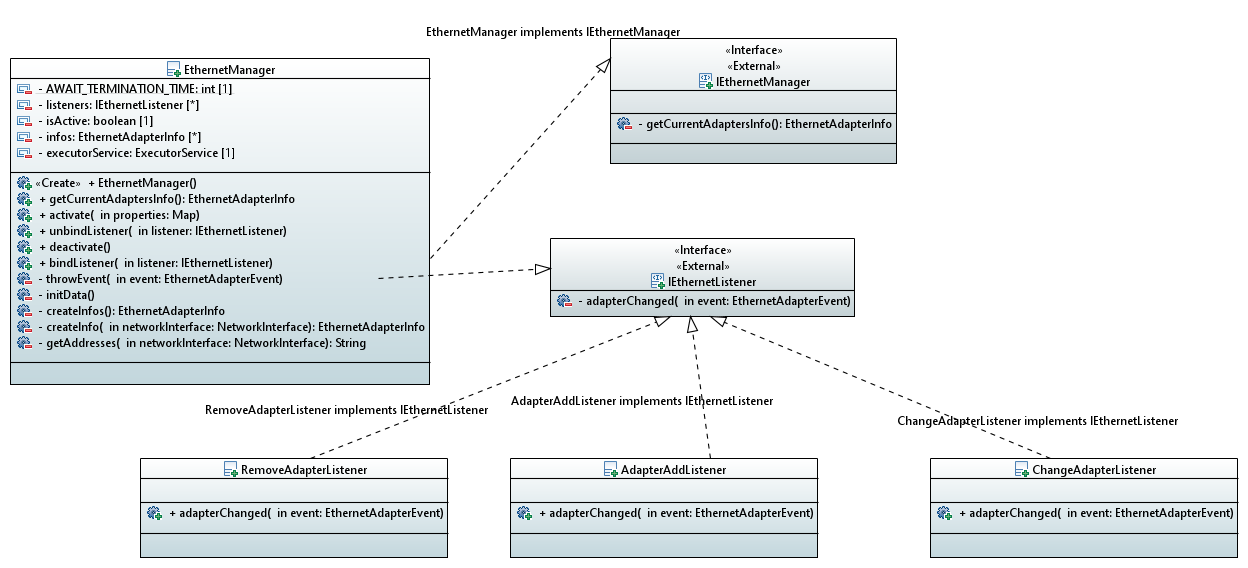 EthernetManager implements IEthernetManager
EthernetManager
- AWAIT_TERMINATION_TIME: int [1]
- listeners: IEthernetListener [*]
- isActive: boolean [1]
- infos: EthernetAdapterInfo [*]
- executorService: ExecutorService [1]
«Create» + EthernetManager()
+ getCurrentAdaptersInfo(): EthernetAdapterInfo
+ activate( in properties: Map)
+ unbindListener( in listener: IEthernetListener)
+ deactivate()
+ bindListener( in listener: IEthernetListener)
- throwEvent( in event: EthernetAdapterEvent)
- initData()
- createInfos(): EthernetAdapterInfo
- createInfo( in networkInterface: NetworkInterface): EthernetAdapterInfo
- getAddresses( in networkInterface: NetworkInterface): String
«Interface»
«External»
IEthernetManager
- getCurrentAdaptersInfo(): EthernetAdapterInfo
«Interface»
«External»
IEthernetListener
- adapterChanged( in event: EthernetAdapterEvent)
RemoveAdapterListener implements IEthernetListener
AdapterAddListener implements IEthernetListener
ChangeAdapterListener implements IEthernetListener
RemoveAdapterListener
+ adapterChanged( in event: EthernetAdapterEvent)
AdapterAddListener
+ adapterChanged( in event: EthernetAdapterEvent)
ChangeAdapterListener
+ adapterChanged( in event: EthernetAdapterEvent)